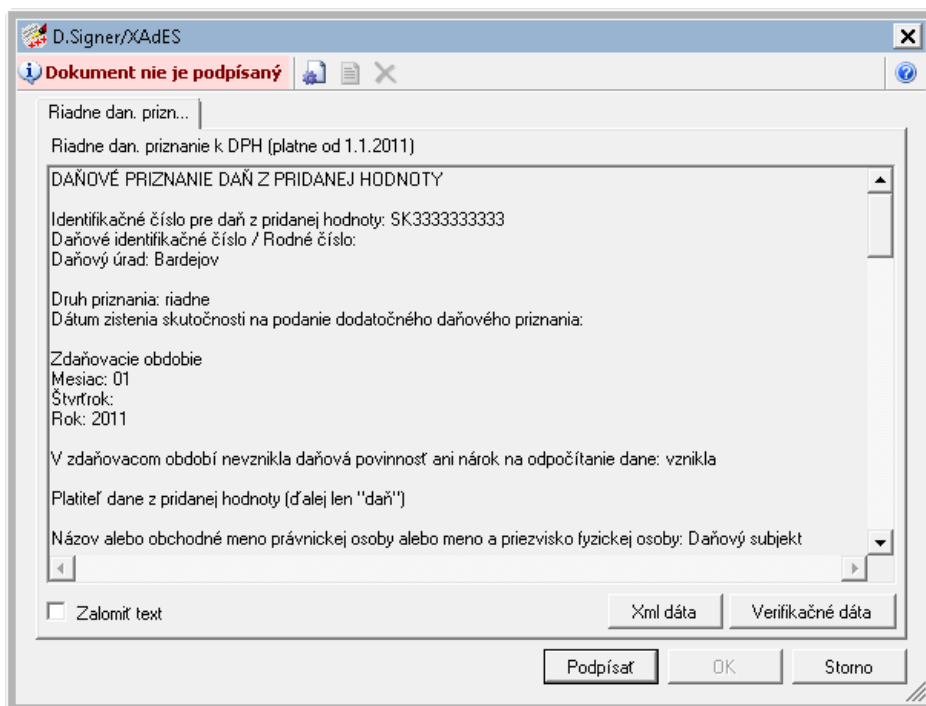 D.Signer/XAdES
Dokument nie je podpísaný
Riadne dan. prizn...
Riadne dan. priznanie k DPH (platne od 1.1.2011)
DAŇOVÉ PRIZNANIE DAŇ Z PRIDANEJ HODNOTY
Identifikačné číslo pre daň z pridanej hodnoty: SK3333333333
Daňové identifikačné číslo / Rodné číslo:
Daňový úrad: Bardejov
Druh priznania: riadne
Dátum zistenia skutočnosti na podanie dodatočného daňového priznania:
Zdaňovacie obdobie
Mesiac: 01
Štvrťrok:
Rok: 2011
V zdaňovacom období nevznikla daňová povinnosť ani nárok na odpočítanie dane: vznikla
Platiteľ dane z pridanej hodnoty (ďalej len "daň")
Názov alebo obchodné meno právnickej osoby alebo meno a priezvisko fyzickej osoby: Daňový subjekt
Zalomiť text
Xml dáta
Verifikačné dáta
Podpísať
OK
Storno